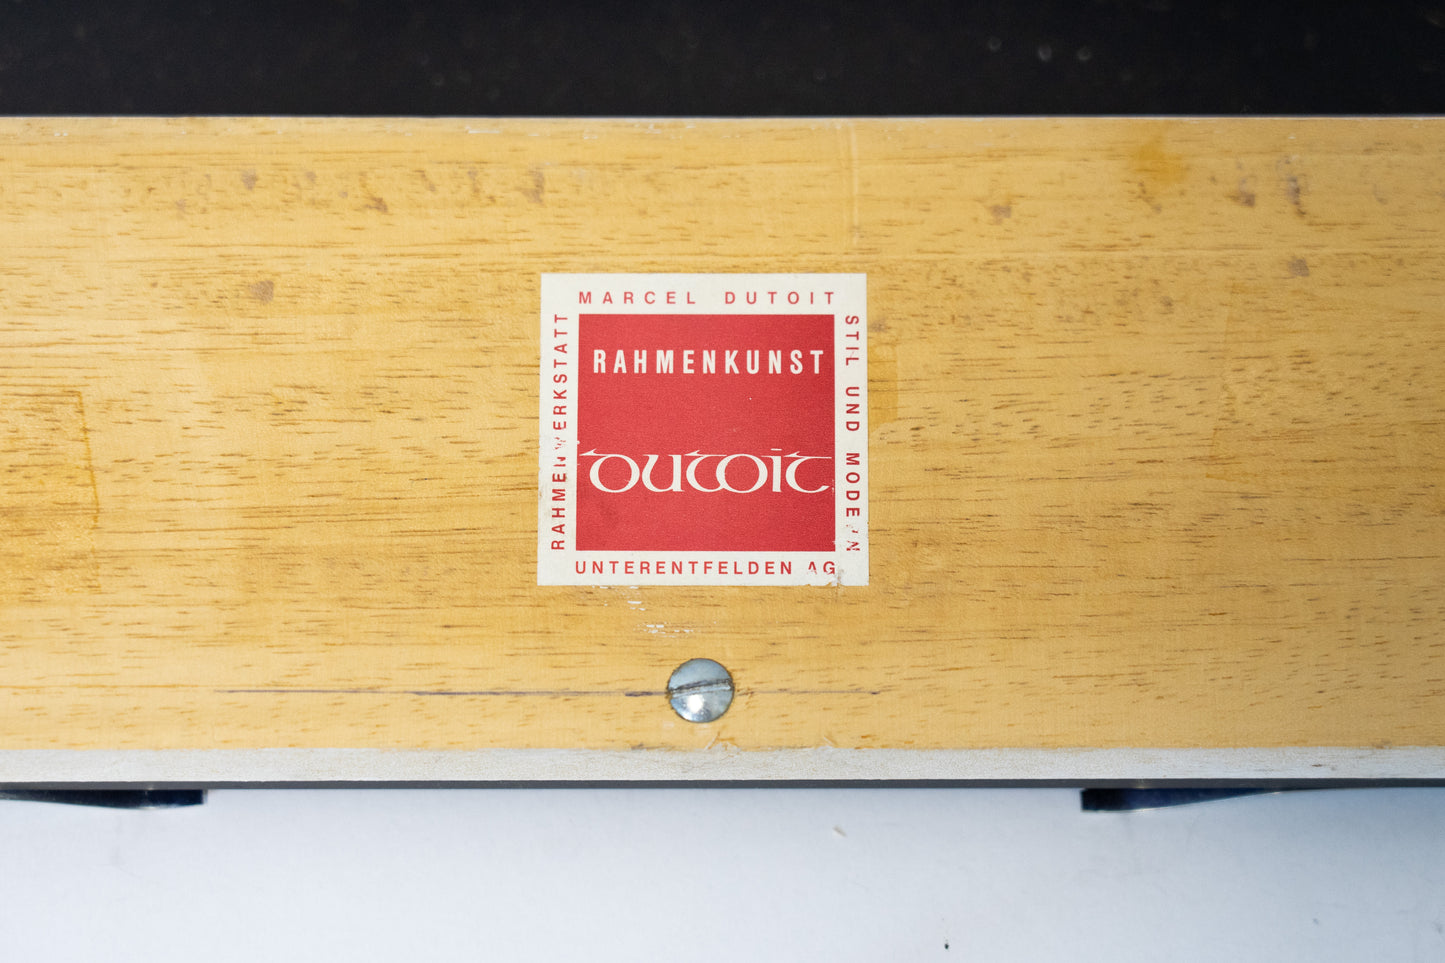 MARCEL DUTOIT
RAHMENWERKSTATT
RAHMENKUNST
DUTOIT
STIL UND MODERN
UNTERENTFELDEN AG